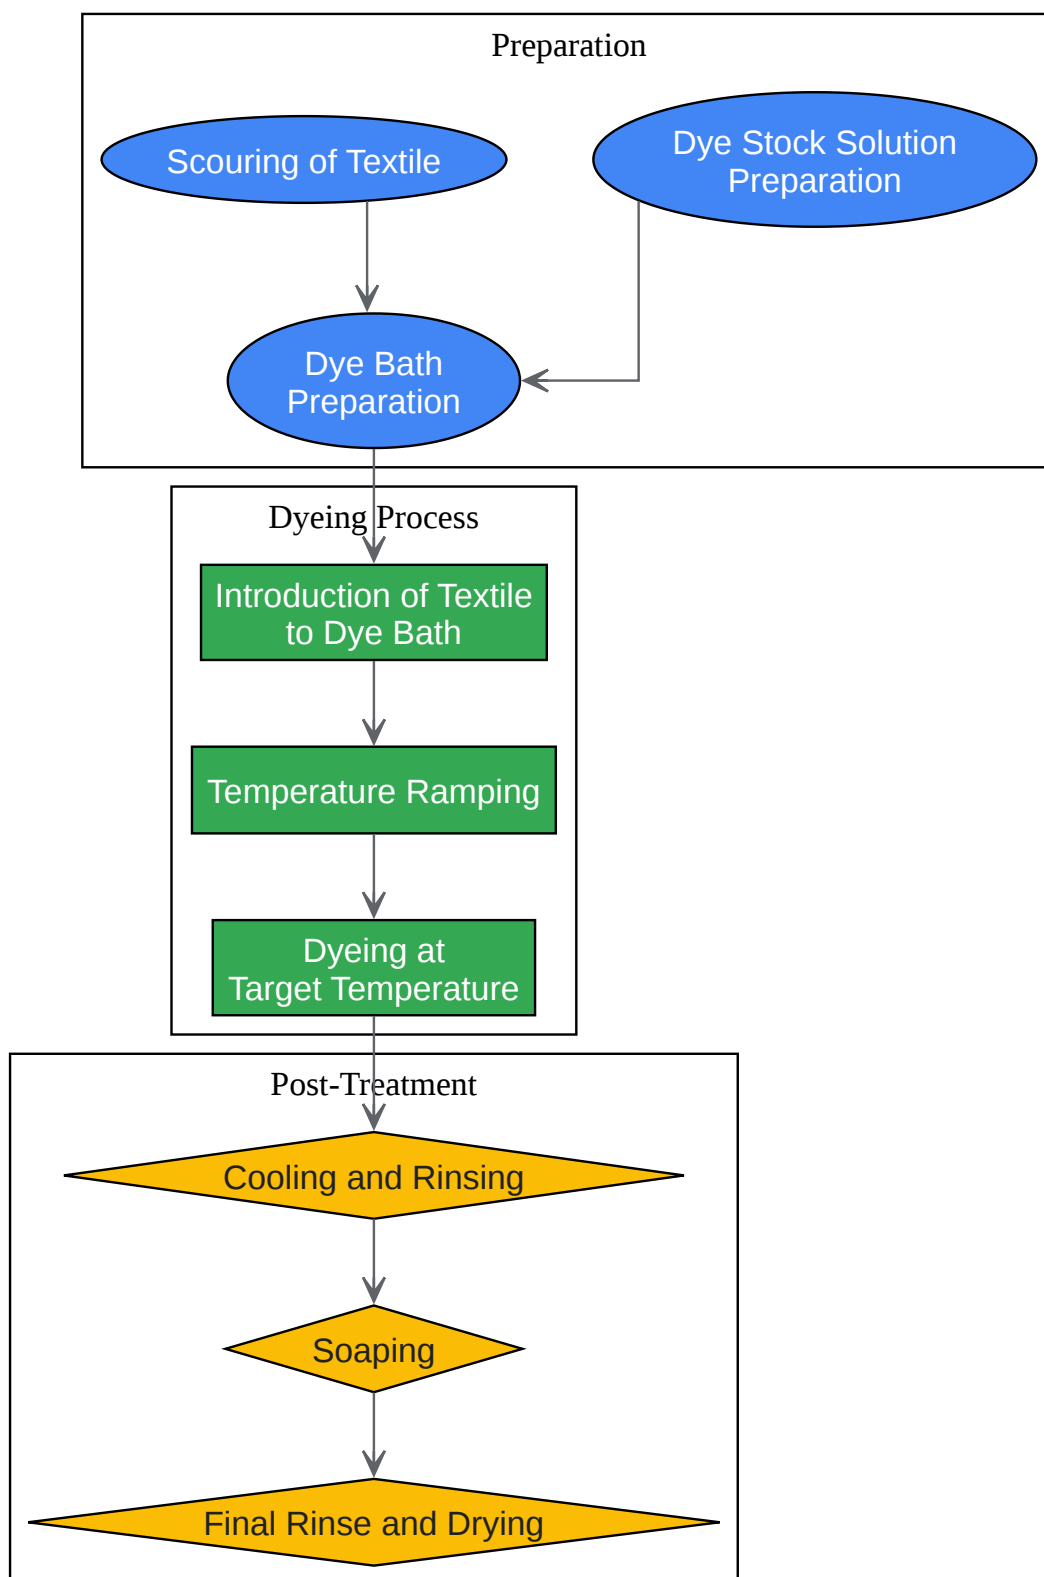 Preparation
Scouring of Textile
Dye Stock Solution
Preparation
Dye Bath
Preparation
Dyeing Process
Introduction of Textile
to Dye Bath
Temperature Ramping
Dyeing at
Target Temperature
Post-Treatment
Cooling and Rinsing
Soaping
Final Rinse and Drying